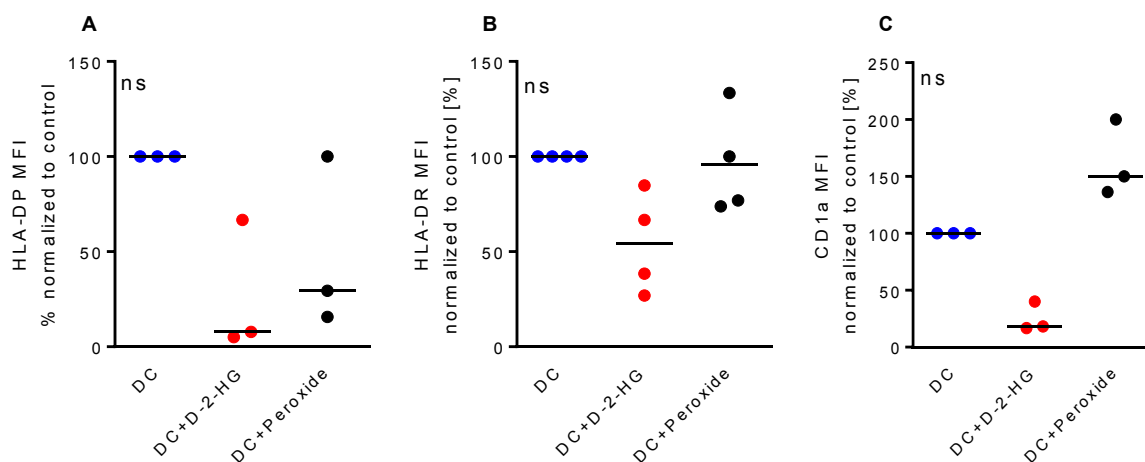 A
B
C
ns
HLA-DP MFI
% normalized to control
150
100
50
0
DC
DC+D-2-HG
DC+Peroxide
ns
HLA-DR MFI
normalized to control [%]
150
100
50
0
DC
DC+D-2-HG
DC+Peroxide
ns
CD1a MFI
normalized to control [%]
250
200
150
100
50
0
DC
DC+D-2-HG
DC+Peroxide